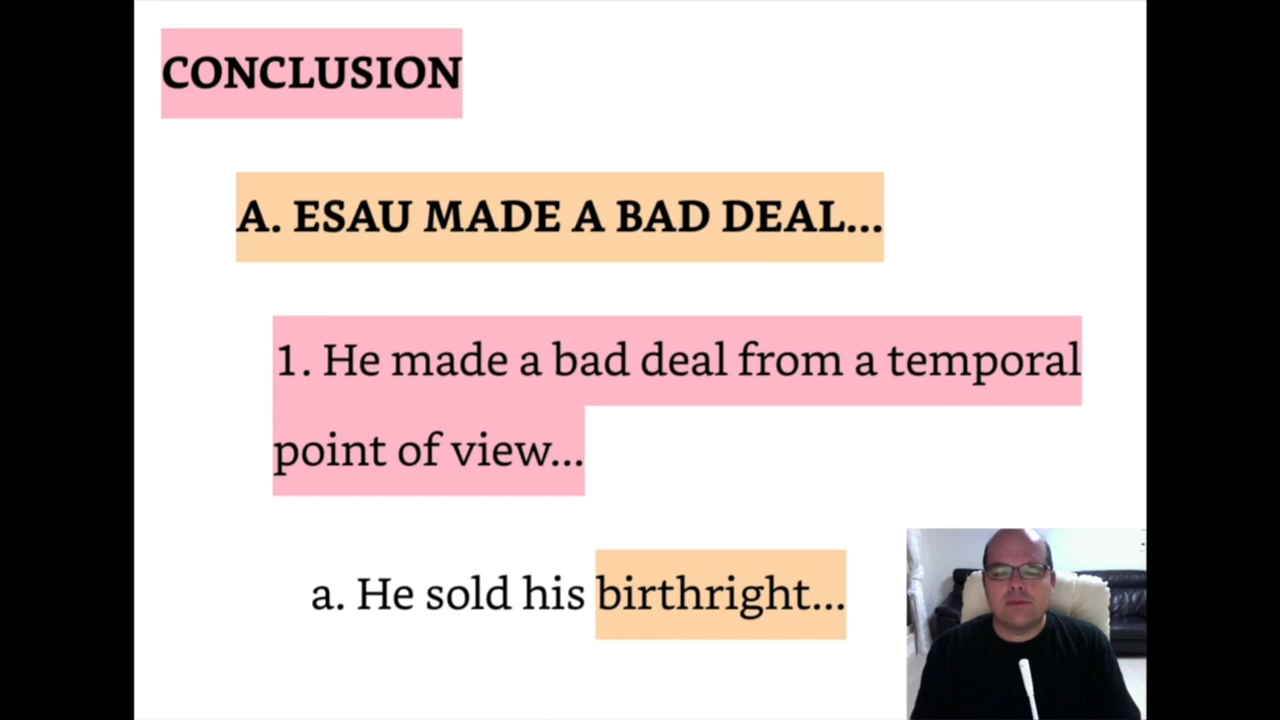 CONCLUSION
A. ESAU MADE A BAD DEAL...
1. He made a bad deal from a temporal
point of view...
a. He sold his birthright...